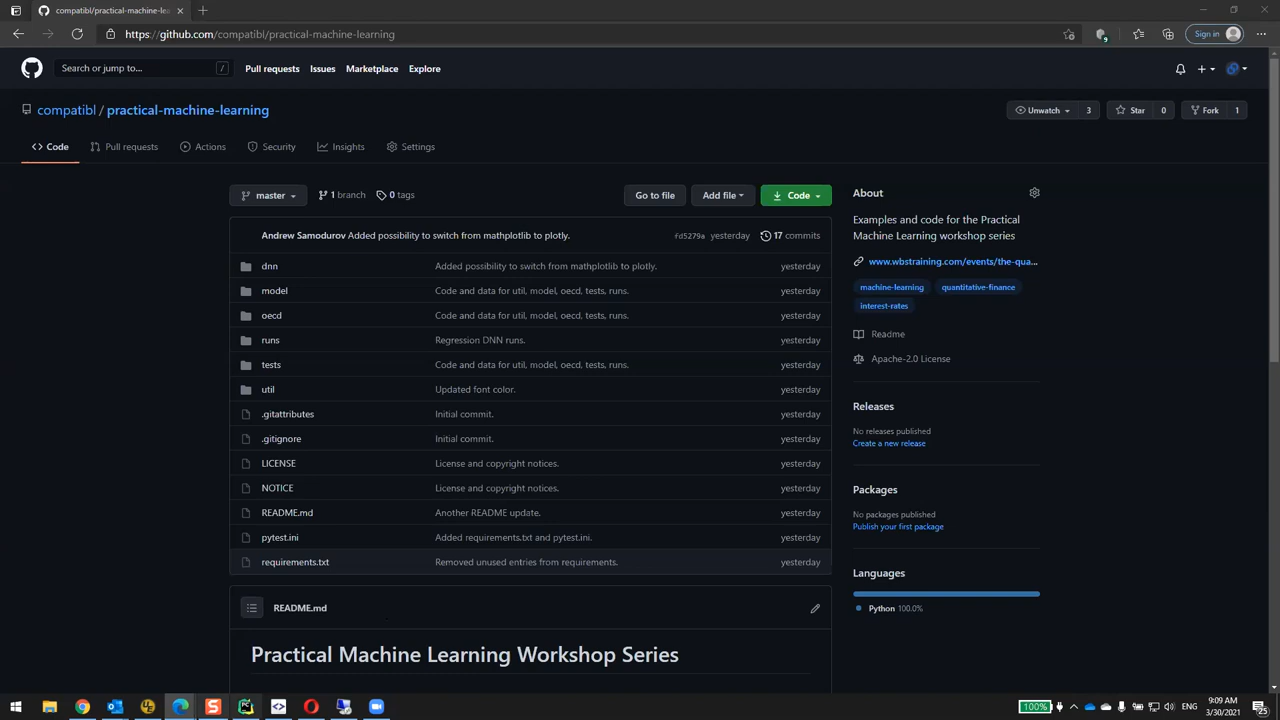 compatibl/practical-machine-lea
https://github.com/compatibl/practical-machine-learning
9
Sign in
Search or jump to...
/
Pull requests
Issues
Marketplace
Explore
compatibl / practical-machine-learning
Unwatch 3
Star 0
Fork 1
Code
Pull requests
Actions
Security
Insights
Settings
master
1 branch
0 tags
Go to file
Add file
Code
Andrew Samodurov Added possibility to switch from mathplotlib to plotly.
fd5279a yesterday
17 commits
dnn Added possibility to switch from mathplotlib to plotly. yesterday
model Code and data for util, model, oecd, tests, runs. yesterday
oecd Code and data for util, model, oecd, tests, runs. yesterday
runs Regression DNN runs. yesterday
tests Code and data for util, model, oecd, tests, runs. yesterday
util Updated font color. yesterday
.gitattributes Initial commit. yesterday
.gitignore Initial commit. yesterday
LICENSE License and copyright notices. yesterday
NOTICE License and copyright notices. yesterday
README.md Another README update. yesterday
pytest.ini Added requirements.txt and pytest.ini. yesterday
requirements.txt Removed unused entries from requirements. yesterday
README.md
Practical Machine Learning Workshop Series
About
Examples and code for the Practical
Machine Learning workshop series
www.wbstraining.com/events/the-qua...
machine-learning
quantitative-finance
interest-rates
Readme
Apache-2.0 License
Releases
No releases published
Create a new release
Packages
No packages published
Publish your first package
Languages
Python 100.0%
100%
ENG
9:09 AM
3/30/2021
25